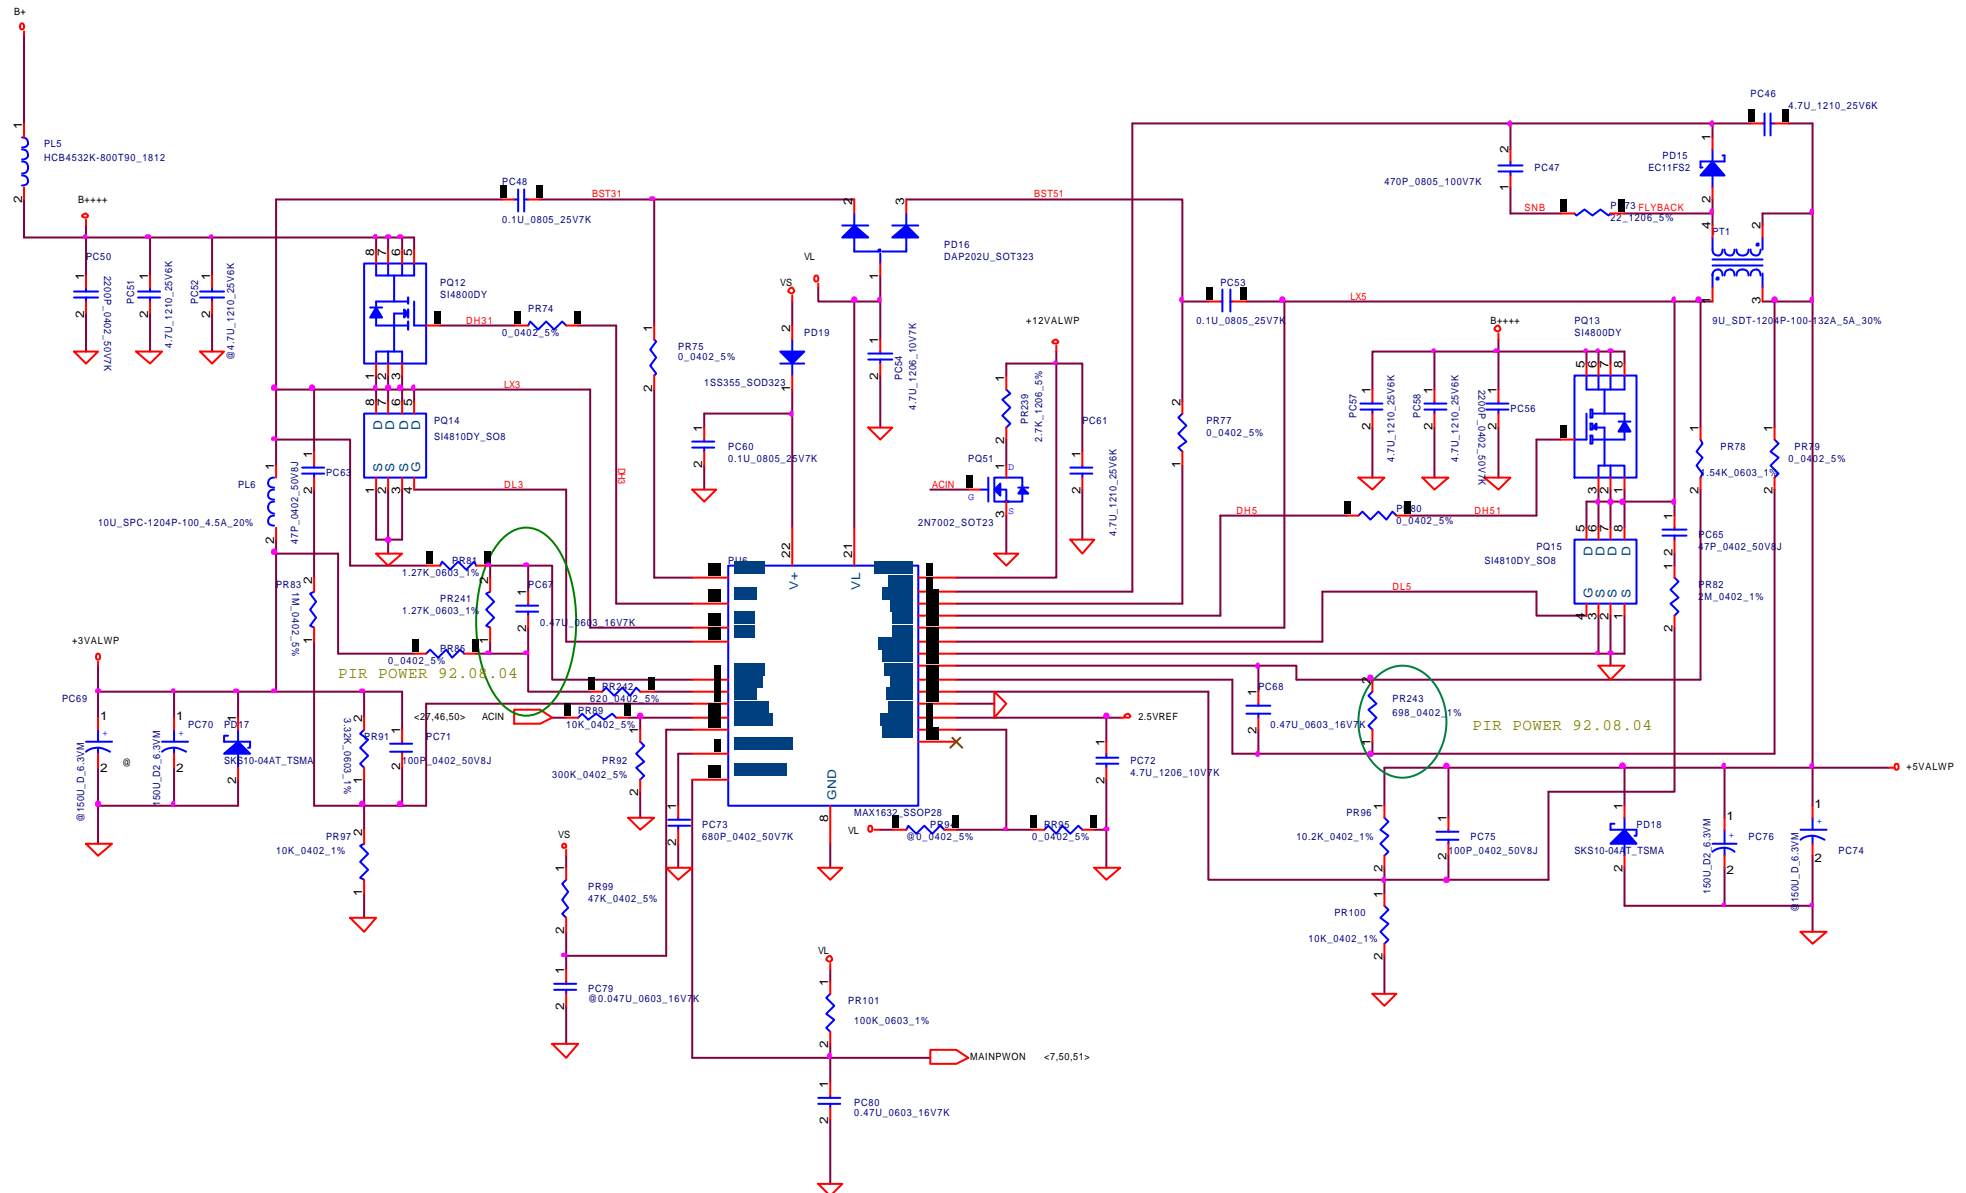 B+
PL5
HCB4532K-800T90_1812
B++++
PC50
2200P_0402_50V7K
PC51
4.7U_1210_25V6K
PC52
@4.7U_1210_25V6K
PC48
0.1U_0805_25V7K
BST31
PQ12
SI4800DY
DH31
PR74
0_0402_5%
PR75
0_0402_5%
LX3
PQ14
SI4810DY_SO8
D D D D
S S S G
DL3
DH3
PL6
10U_SPC-1204P-100_4.5A_20%
PC63
47P_0402_50V8J
PR83
1M_0402_5%
PR81
1.27K_0603_1%
PR241
1.27K_0603_1%
PC67
0.47U_0603_16V7K
0_0402_5%
PIR POWER 92.08.04
PR242
620_0402_5%
+3VALWP
PC69
@150U_D_6.3VM
@
PC70
150U_D2_6.3VM
PD17
SKS10-04AT_TSMA
PR91
3.32K_0603_1%
PC71
100P_0402_50V8J
PR97
10K_0402_1%
<27,46,50>
ACIN
PR89
10K_0402_5%
PR92
300K_0402_5%
PC73
680P_0402_50V7K
VS
PR99
47K_0402_5%
PC79
@0.047U_0603_16V7K
VL
PR101
100K_0603_1%
MAINPWON
<7,50,51>
PC80
0.47U_0603_16V7K
VL
VS
PD19
1SS355_SOD323
PC60
0.1U_0805_25V7K
PD16
DAP202U_SOT323
BST51
PC54
4.7U_1206_10V7K
+12VALWP
PR239
2.7K_1206_5%
PC61
4.7U_1210_25V6K
ACIN
PQ51
2N7002_SOT23
D
G
S
V+
VL
GND
MAX1632_SSOP28
VL
@0_0402_5%
PR95
0_0402_5%
2.5VREF
PC72
4.7U_1206_10V7K
PC53
0.1U_0805_25V7K
PR77
0_0402_5%
LX5
PC46
4.7U_1210_25V6K
PC47
470P_0805_100V7K
PD15
EC11FS2
SNB
22_1206_5%
FLYBACK
PT1
9U_SDT-1204P-100-132A_5A_30%
B++++
PQ13
SI4800DY
PC57
4.7U_1210_25V6K
PC58
4.7U_1210_25V6K
PC56
2200P_0402_50V7K
DH5
0_0402_5%
DH51
PR78
1.54K_0603_1%
PR79
0_0402_5%
PQ15
SI4810DY_SO8
D D D D
G S S S
DL5
PC65
47P_0402_50V8J
PR82
2M_0402_1%
PC68
0.47U_0603_16V7K
PR243
698_0402_1%
PIR POWER 92.08.04
+5VALWP
PR96
10.2K_0402_1%
PC75
100P_0402_50V8J
PD18
SKS10-04AT_TSMA
PC76
150U_D2_6.3VM
PC74
@150U_D_6.3VM
PR100
10K_0402_1%